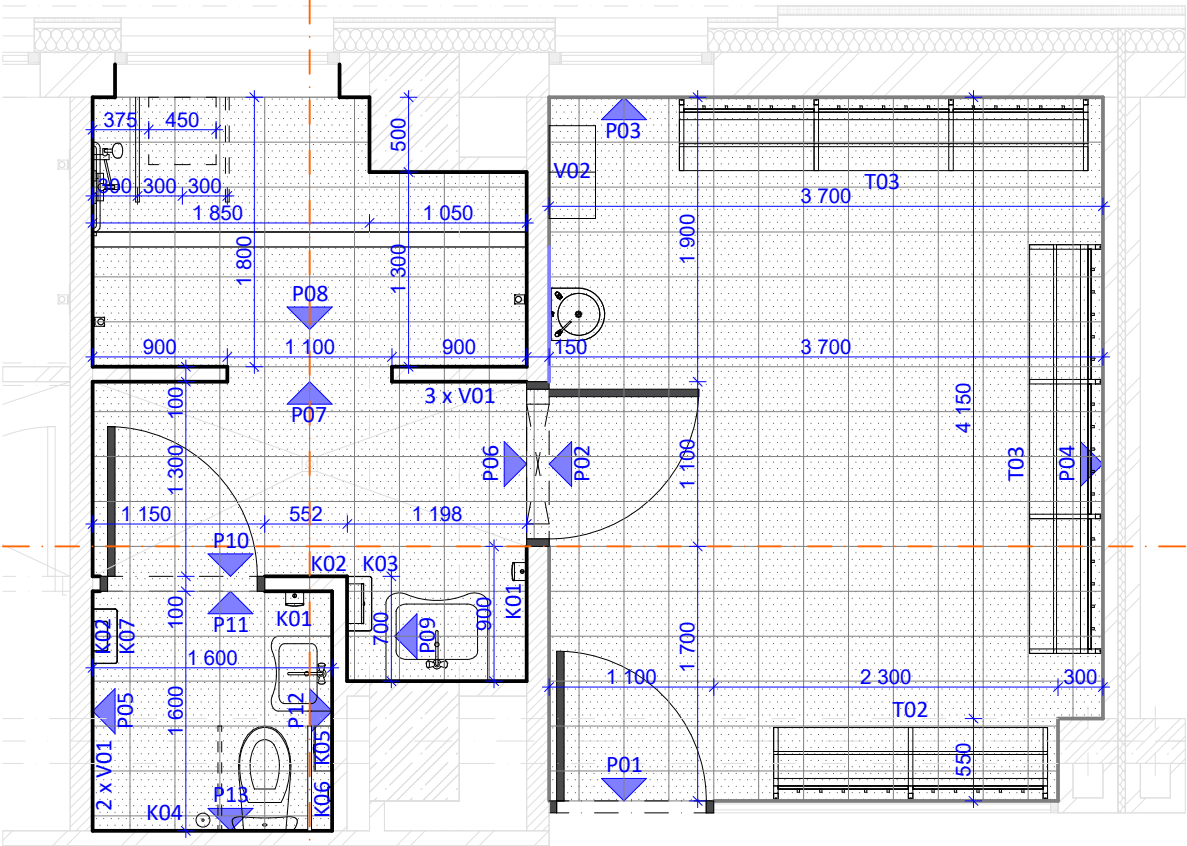 P03
375
450
500
V02
T03
300
300
300
3 700
1 850
1 050
1 900
1 800
1 300
P08
900
1 100
900
150
3 700
3 x V01
100
P07
4 150
1 300
P06
P02
1 100
T03
P04
1 150
552
1 198
P10
K02
K03
K01
100
P11
K01
700
P09
900
K02
K07
1 600
1 700
1 100
2 300
300
P05
1 600
P12
T02
K05
550
P01
2 x V01
P13
K06
K04